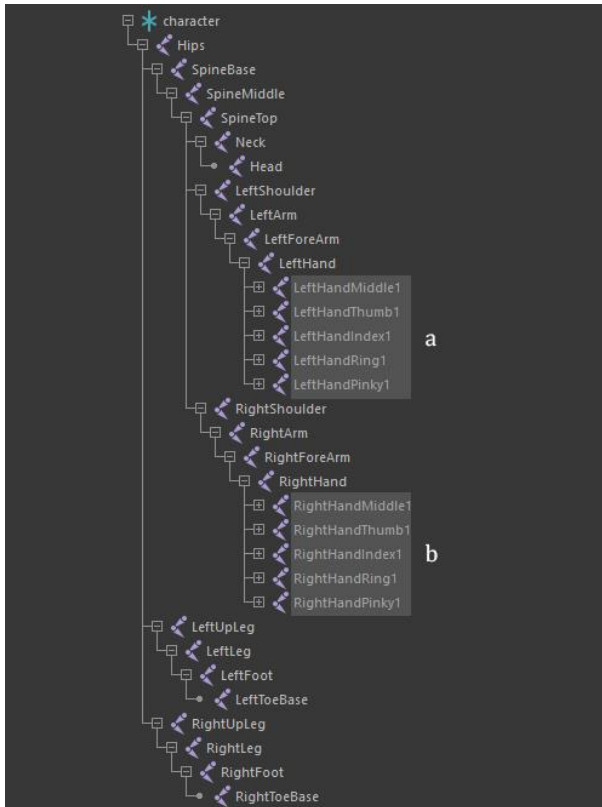 character
Hips
SpineBase
SpineMiddle
SpineTop
Neck
Head
LeftShoulder
LeftArm
LeftForeArm
LeftHand
LeftHandMiddle1
LeftHandThumb1
LeftHandIndex1
a
LeftHandRing1
LeftHandPinky1
RightShoulder
RightArm
RightForeArm
RightHand
RightHandMiddle1
RightHandThumb1
RightHandIndex1
b
RightHandRing1
RightHandPinky1
LeftUpLeg
LeftLeg
LeftFoot
LeftToeBase
RightUpLeg
RightLeg
RightFoot
RightToeBase